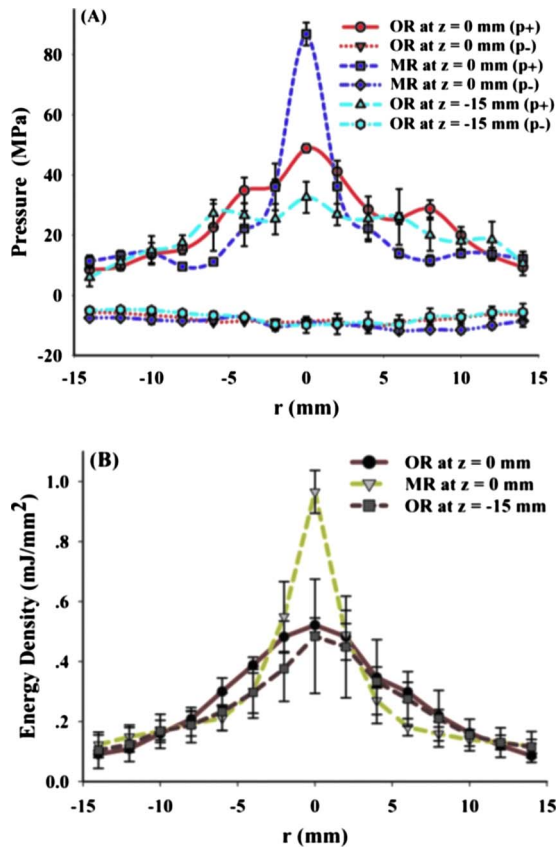 (A)
OR at z = 0 mm (p+)
OR at z = 0 mm (p-)
MR at z = 0 mm (p+)
MR at z = 0 mm (p-)
OR at z = -15 mm (p+)
OR at z = -15 mm (p-)
Pressure (MPa)
80
60
40
20
0
-20
-15
-10
-5
0
5
10
15
r (mm)
(B)
OR at z = 0 mm
MR at z = 0 mm
OR at z = -15 mm
Energy Density (mJ/mm²)
1.0
.8
.6
.4
.2
0.0
-15
-10
-5
0
5
10
15
r (mm)